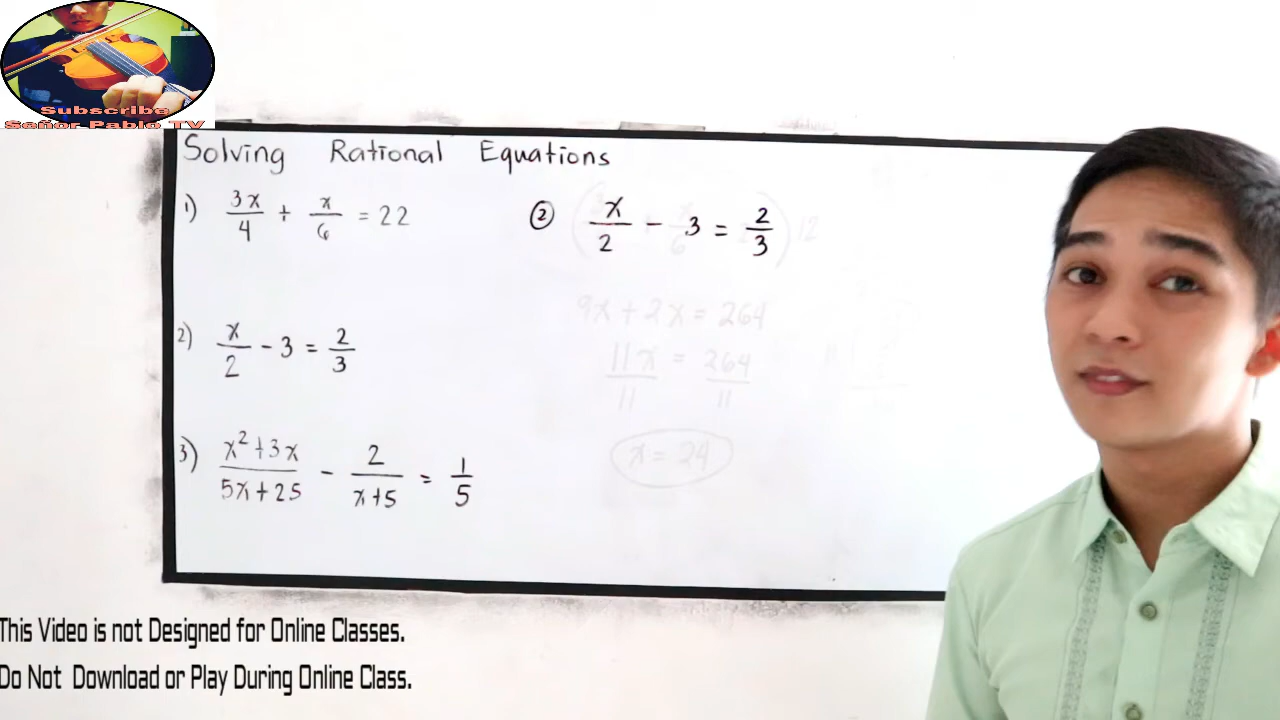 Subscribe
Señor Pablo TV
Solving Rational Equations
1) 3x/4 + x/6 = 22
② x/2 - 3 = 2/3
12
9x + 2x = 264
11x/11 = 264/11
x = 24
2) x/2 - 3 = 2/3
3) x² + 3x/5x + 25 - 2/x + 5 = 1/5
This Video is not Designed for Online Classes.
Do Not Download or Play During Online Class.